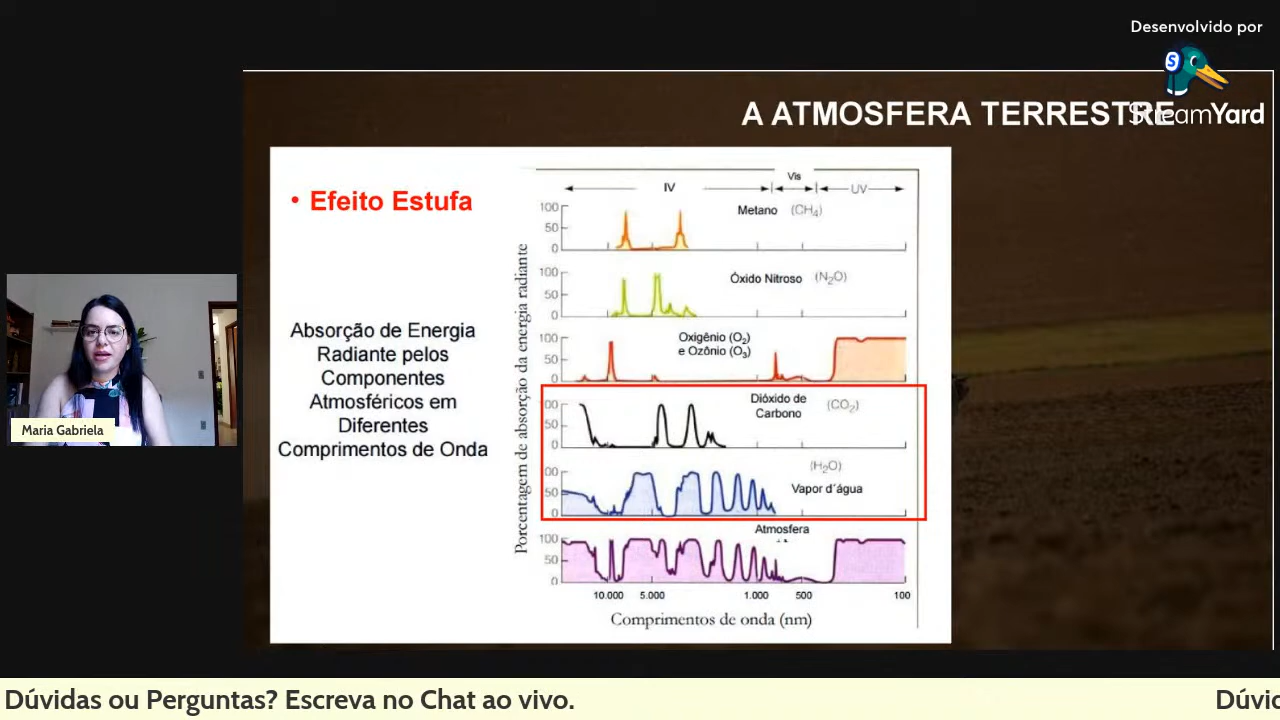 Desenvolvido por
StreamYard
A ATMOSFERA TERRESTRE
• Efeito Estufa
Absorção de Energia
Radiante pelos
Componentes
Atmosféricos em
Diferentes
Comprimentos de Onda
Porcentagem de absorção da energia radiante
IV
Vis
UV
100
50
0
Metano (CH₄)
100
50
0
Óxido Nitroso (N₂O)
100
50
0
Oxigênio (O₂)
e Ozônio (O₃)
00
50
0
Dióxido de
Carbono
(CO₂)
00
50
0
(H₂O)
Vapor d´água
Atmosfera
100
50
0
10.000 5.000 1.000 500 100
Comprimentos de onda (nm)
Maria Gabriela
Dúvidas ou Perguntas? Escreva no Chat ao vivo.
Dúvid